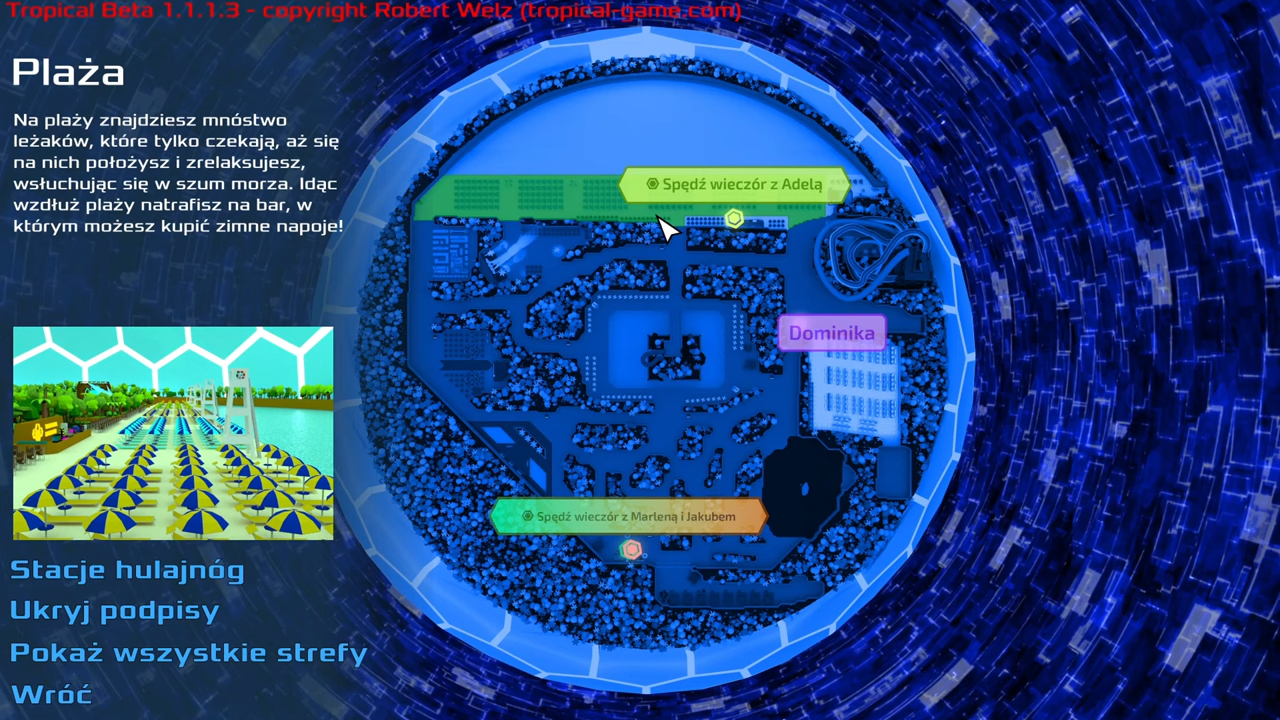 Tropical Beta 1.1.1.3 - copyright Robert Welz (tropical-game.com)
Plaża
Na plaży znajdziesz mnóstwo
leżaków, które tylko czekają, aż się
na nich położysz i zrelaksujesz,
wsłuchując się w szum morza. Idąc
wzdłuż plaży natrafisz na bar, w
którym możesz kupić zimne napoje!
Spędź wieczór z Adelą
Dominika
Spędź wieczór z Marleną i Jakubem
Stacje hulajnóg
Ukryj podpisy
Pokaż wszystkie strefy
Wróć